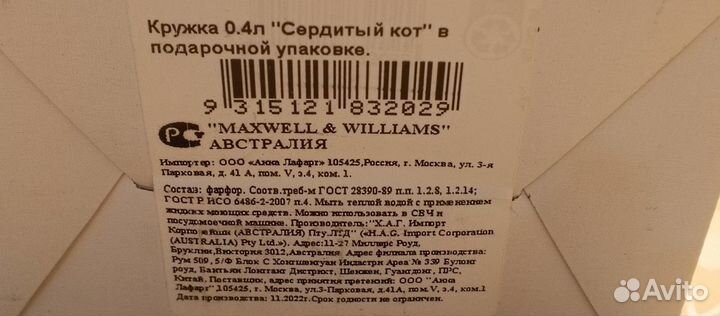 Кружка 0.4л "Сердитый кот" в
подарочной упаковке.
9 315121 832029
"MAXWELL & WILLIAMS"
АВСТРАЛИЯ
Импортер: ООО «Анна Лафарг» 105425,Россия, г. Москва, ул. 3-я
Парковая, д. 41 А, пом. V, э.4, ком. 1.
Состав: фарфор. Соотв.треб-м ГОСТ 28390-89 п.п. 1.2.8, 1.2.14;
ГОСТ Р ИСО 6486-2-2007 п.4. Мыть теплой водой с применением
жидких моющих средств. Можно использовать в СВЧ и
посудомоечной машине. Производитель:"Х.А.Г. Импорт
Корпорейшн (АВСТРАЛИЯ) Пту.ЛТД" («H.A.G. Import Corporation
(AUSTRALIA) Pty Ltd.»). Адрес:11-27 Миллерс Роуд,
Бруклин,Виктория 3012,Австралия Адрес филиала производства:
Рум 509, 5/Ф Блок С Хонгшенгуан Индастри Area № 339 Булонг
роуд, Бантьян Лонгганг Дистрикт, Шенжен, Гуангдонг, ПРС,
Китай. Поставщик, адрес принятия претензий: ООО "Анна
Лафарг",105425, г. Москва, ул.3-Парковая, д.41А, пом.V, э.4, ком.1
Дата производства: 11.2022г.Срок годности не ограничен.
Avito